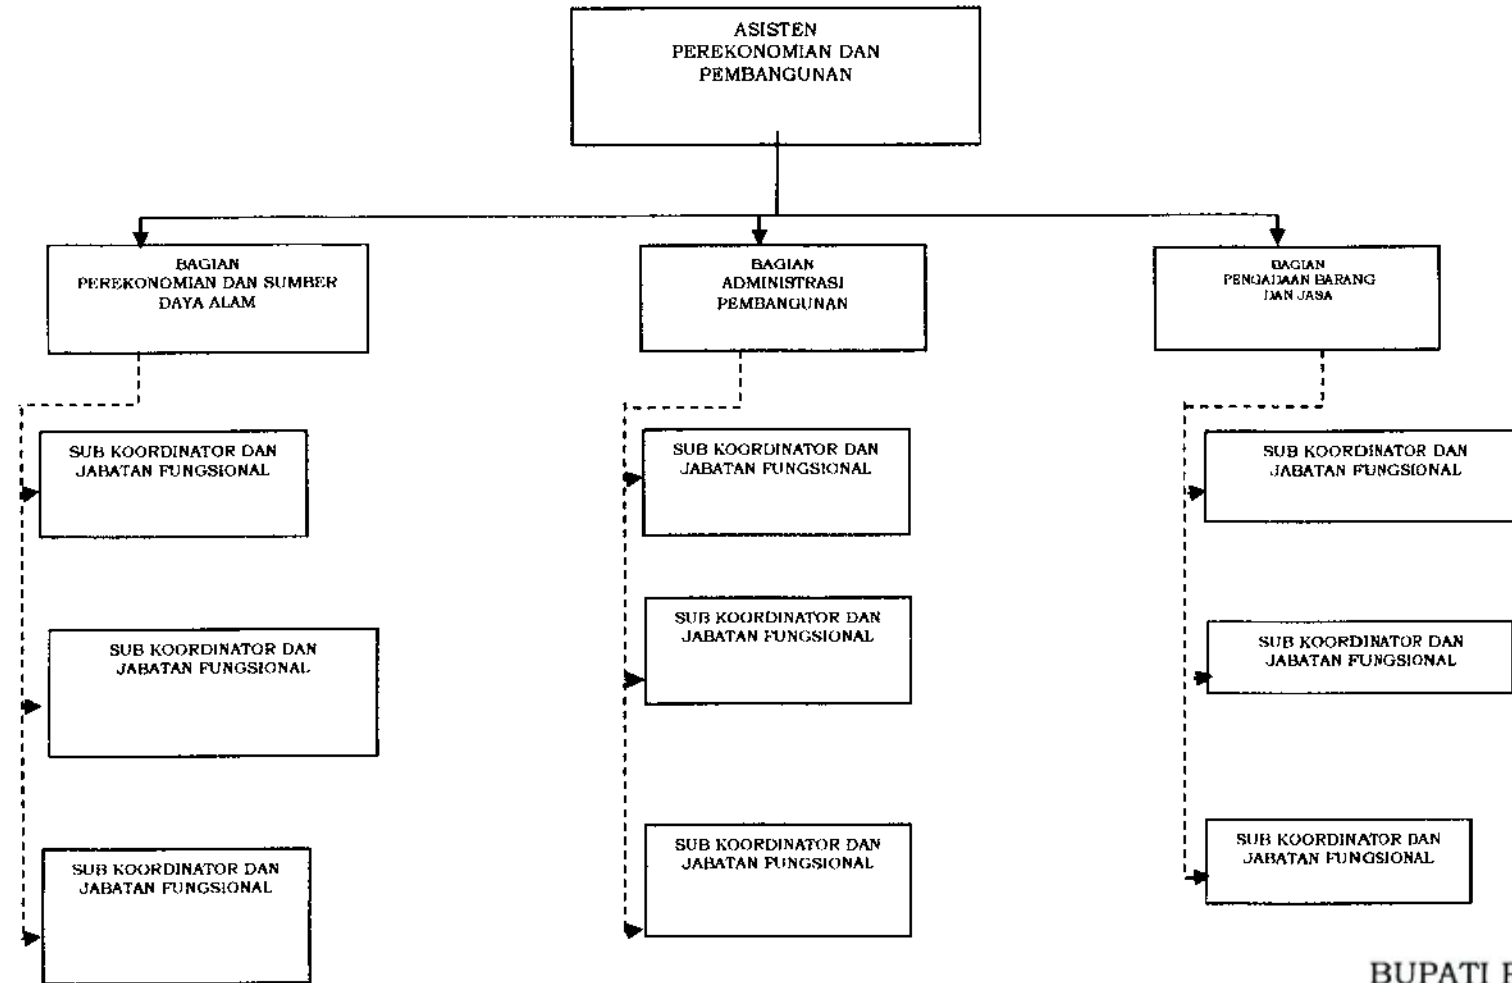 ASISTEN
PEREKONOMIAN DAN
PEMBANGUNAN
BAGIAN
PEREKONOMIAN DAN SUMBER
DAYA ALAM
BAGIAN
ADMINISTRASI
PEMBANGUNAN
BAGIAN
PENGADAAN BARANG
DAN JASA
SUB KOORDINATOR DAN
JABATAN FUNGSIONAL
SUB KOORDINATOR DAN
JABATAN FUNGSIONAL
SUB KOORDINATOR DAN
JABATAN FUNGSIONAL
SUB KOORDINATOR DAN
JABATAN FUNGSIONAL
SUB KOORDINATOR DAN
JABATAN FUNGSIONAL
SUB KOORDINATOR DAN
JABATAN FUNGSIONAL
SUB KOORDINATOR DAN
JABATAN FUNGSIONAL
SUB KOORDINATOR DAN
JABATAN FUNGSIONAL
SUB KOORDINATOR DAN
JABATAN FUNGSIONAL
BUPATI